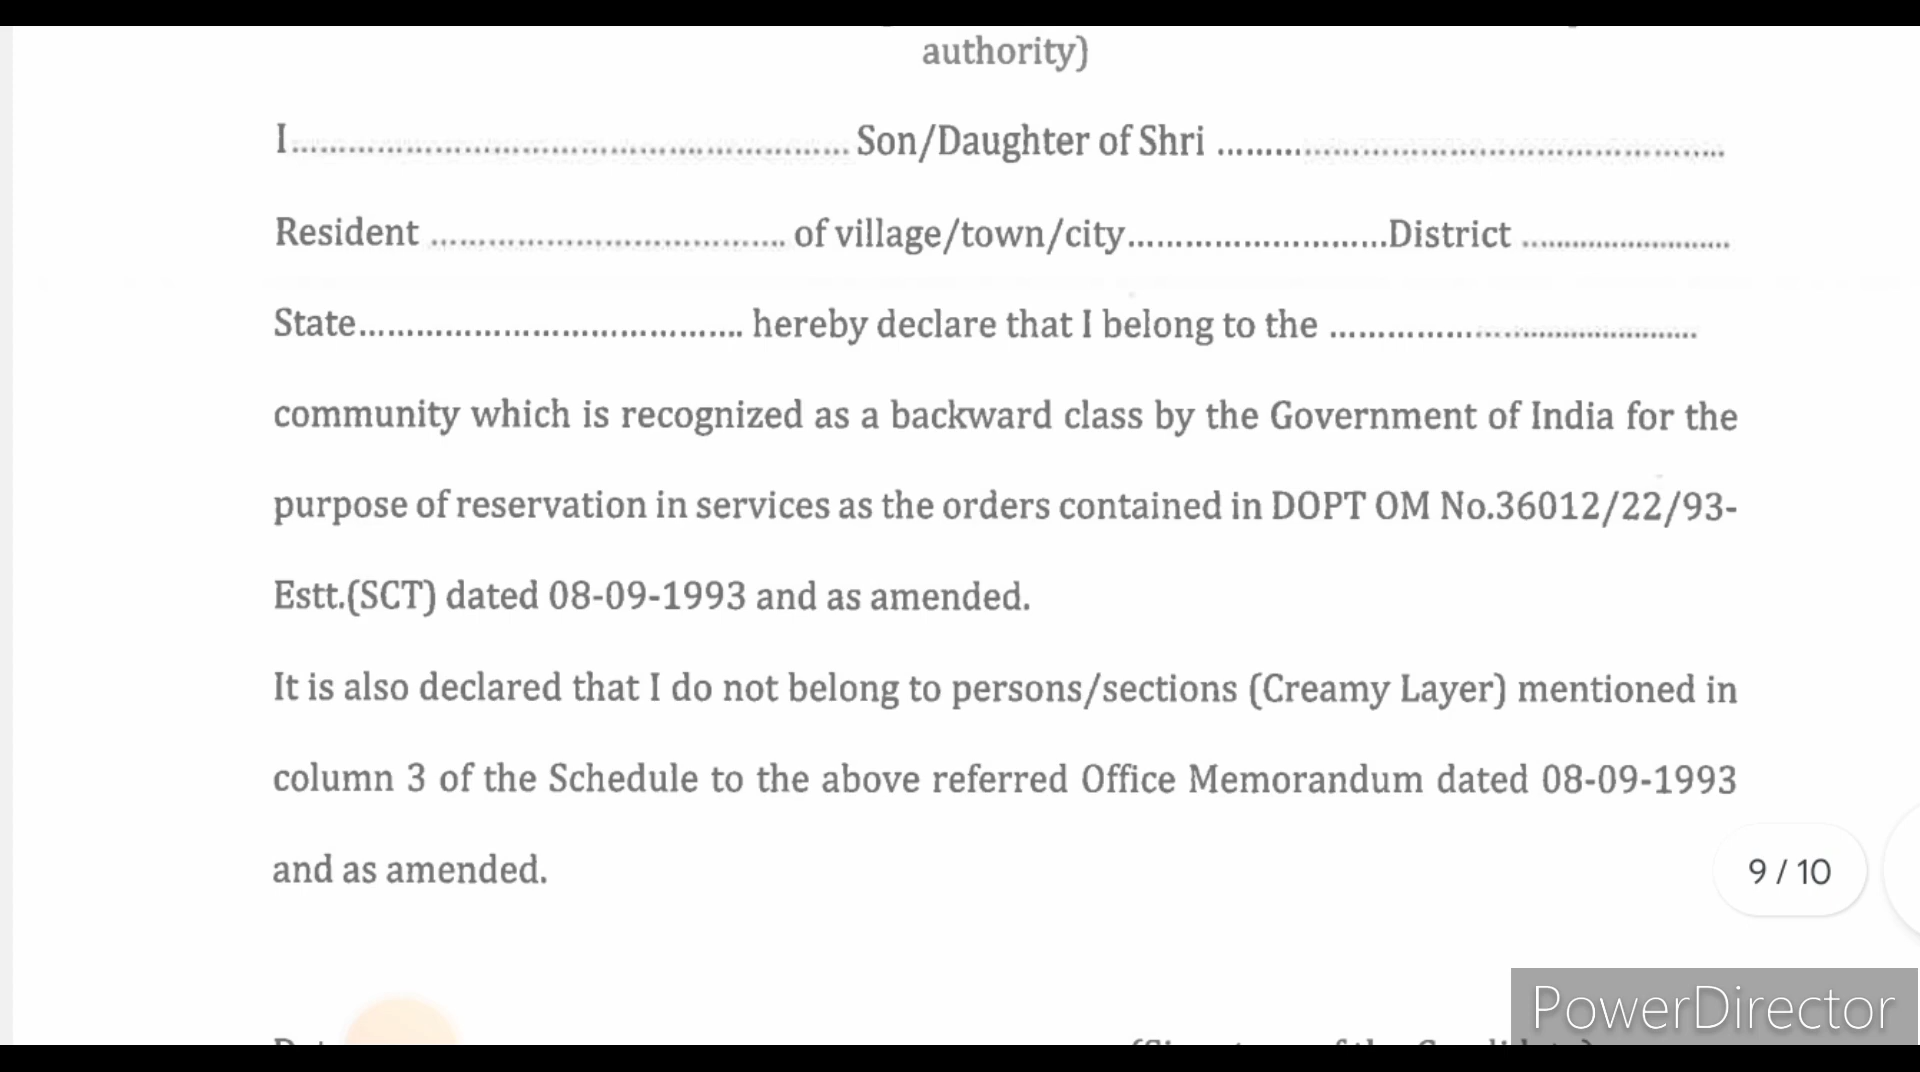 authority)
I.................................................... Son/Daughter of Shri ................................................
Resident .................................... of village/town/city...........................District .....................
State....................................... hereby declare that I belong to the .....................................
community which is recognized as a backward class by the Government of India for the
purpose of reservation in services as the orders contained in DOPT OM No.36012/22/93-
Estt.(SCT) dated 08-09-1993 and as amended.
It is also declared that I do not belong to persons/sections (Creamy Layer) mentioned in
column 3 of the Schedule to the above referred Office Memorandum dated 08-09-1993
and as amended.
9 / 10
PowerDirector